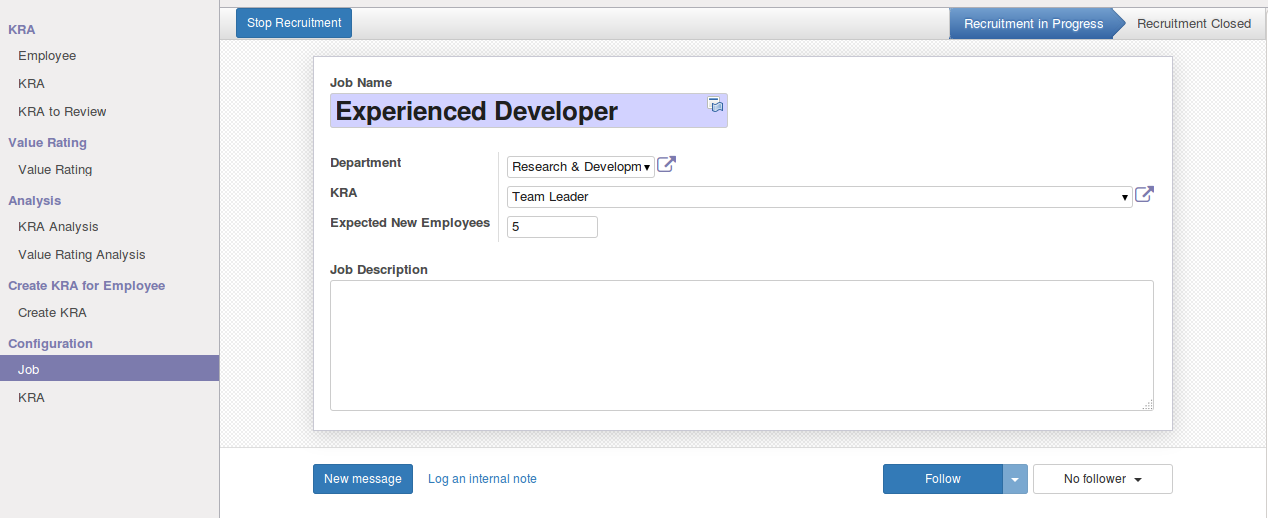 KRA
Employee
KRA
KRA to Review
Value Rating
Value Rating
Analysis
KRA Analysis
Value Rating Analysis
Create KRA for Employee
Create KRA
Configuration
Job
KRA
Stop Recruitment
Recruitment in Progress
Recruitment Closed
Job Name
Experienced Developer
Department
Research & Developm
KRA
Team Leader
Expected New Employees
5
Job Description
New message
Log an internal note
Follow
No follower